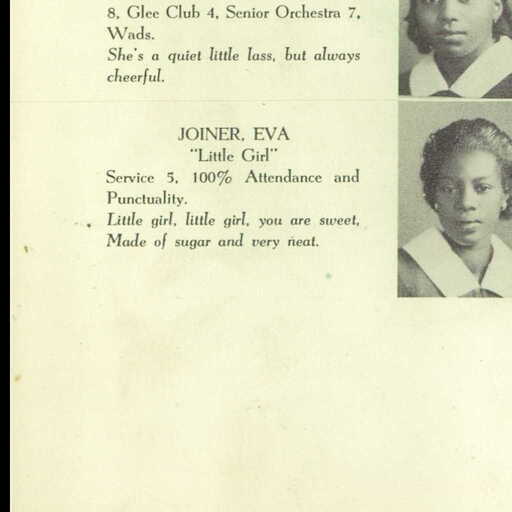 8, Glee Club 4, Senior Orchestra 7,
Wads.
She's a quiet little lass, but always
cheerful.
JOINER, EVA
"Little Girl"
Service 5, 100% Attendance and
Punctuality.
Little girl, little girl, you are sweet,
Made of sugar and very neat.